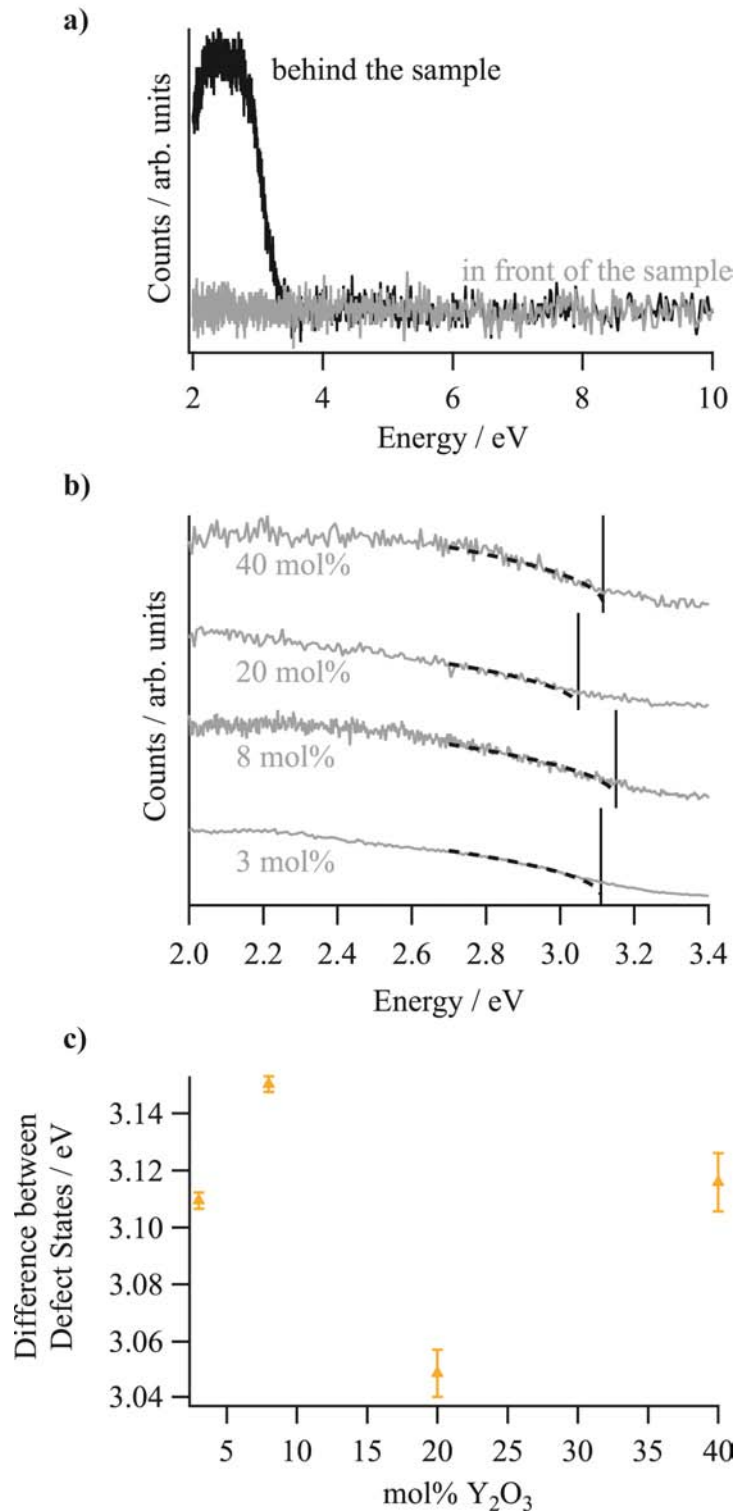 a)
behind the sample
in front of the sample
Counts / arb. units
2 4 6 8 10
Energy / eV
b)
40 mol%
20 mol%
8 mol%
3 mol%
Counts / arb. units
2.0 2.2 2.4 2.6 2.8 3.0 3.2 3.4
Energy / eV
c)
Difference between
Defect States / eV
3.14
3.12
3.10
3.08
3.06
3.04
5 10 15 20 25 30 35 40
mol% Y₂O₃